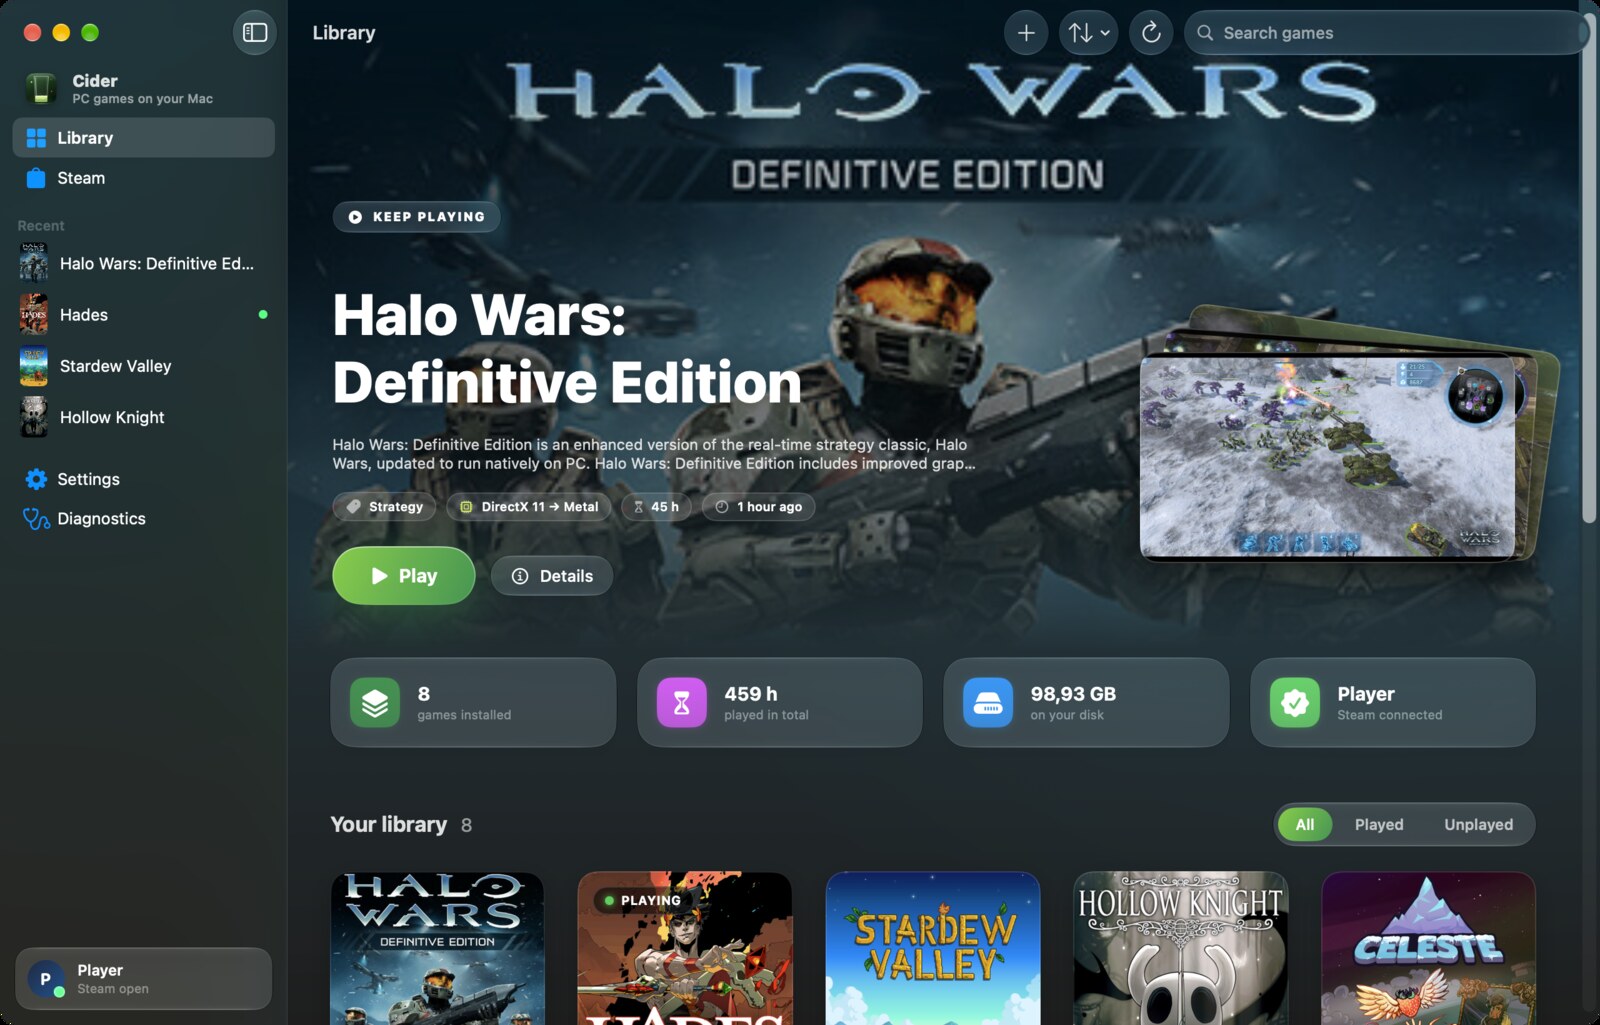 Library
Search games
Cider
PC games on your Mac
Library
Steam
Recent
Halo Wars: Definitive Ed...
Hades
Stardew Valley
Hollow Knight
Settings
Diagnostics
Player
Steam open
HALO WARS
DEFINITIVE EDITION
KEEP PLAYING
Halo Wars:
Definitive Edition
Halo Wars: Definitive Edition is an enhanced version of the real-time strategy classic, Halo
Wars, updated to run natively on PC. Halo Wars: Definitive Edition includes improved grap...
Strategy
DirectX 11 → Metal
45 h
1 hour ago
Play
Details
HALO
WARS
8
games installed
459 h
played in total
98,93 GB
on your disk
Player
Steam connected
Your library 8
All
Played
Unplayed
HALO
WARS
DEFINITIVE EDITION
PLAYING
HADES
STARDEW
VALLEY
HOLLOW KNIGHT
CELESTE
P